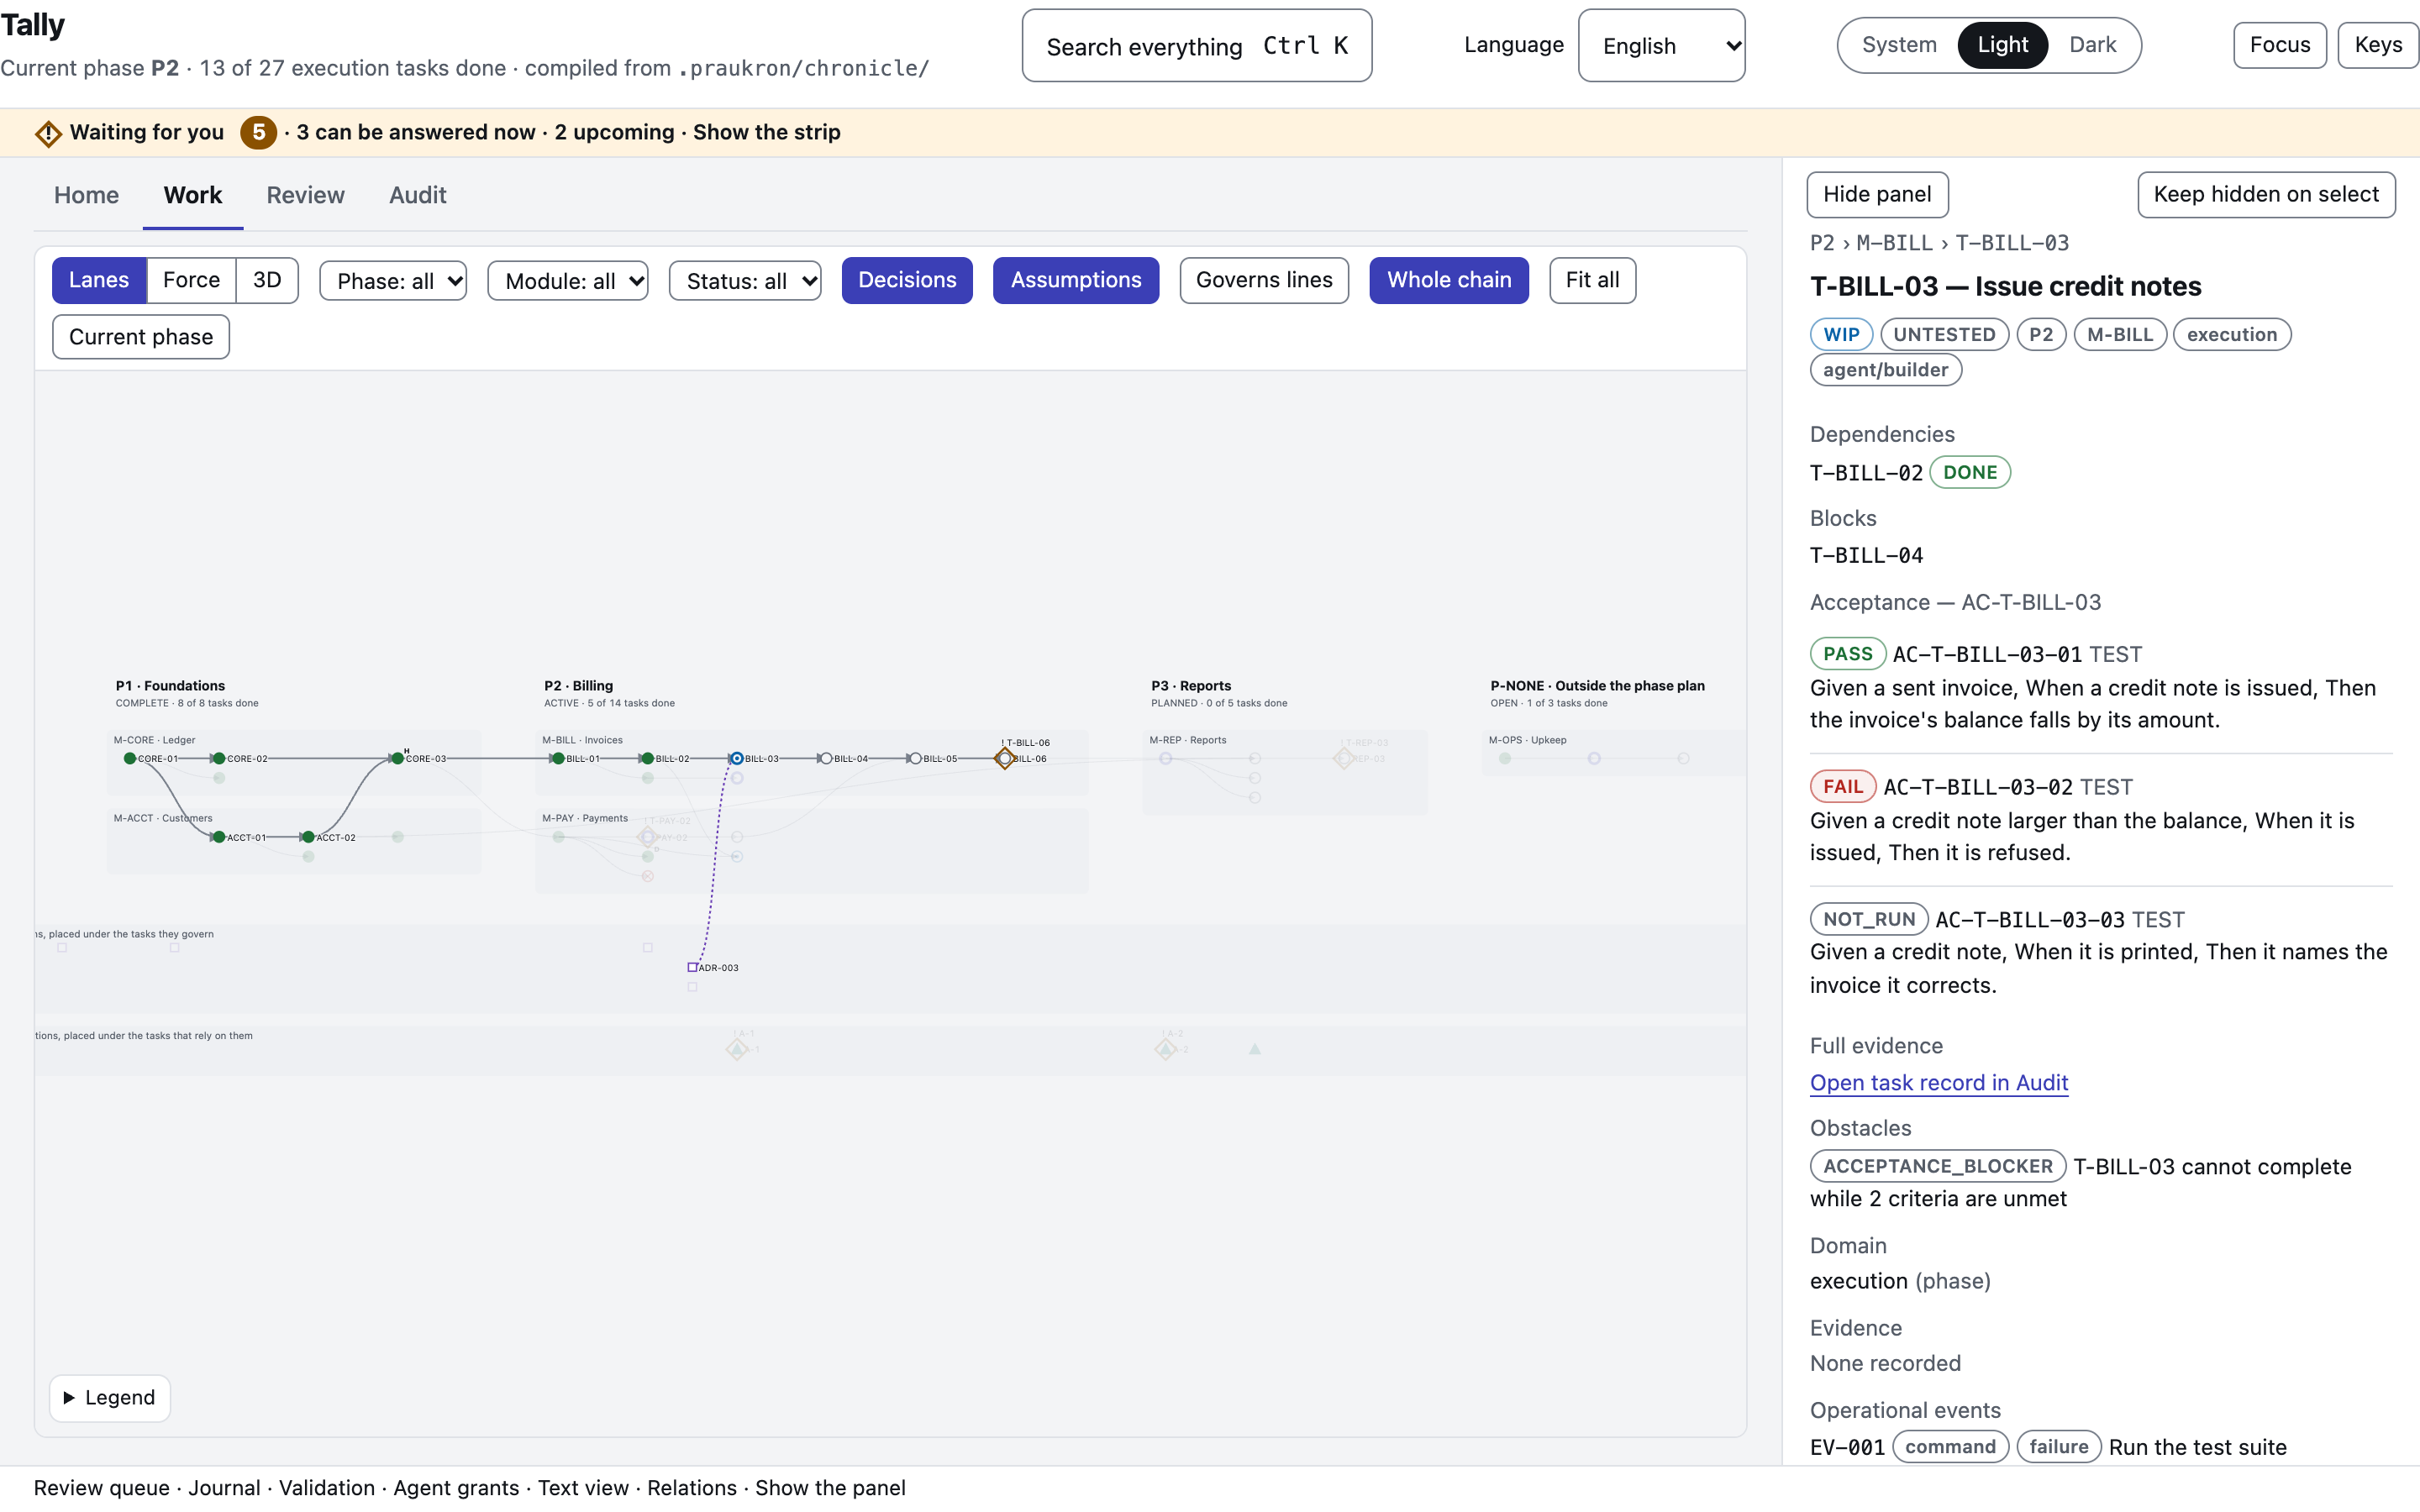 Tally
Current phase P2 · 13 of 27 execution tasks done · compiled from .praukron/chronicle/
Search everything Ctrl K
Language English
System Light Dark
Focus Keys
Waiting for you 5 · 3 can be answered now · 2 upcoming · Show the strip
Home Work Review Audit
Lanes Force 3D Phase: all Module: all Status: all Decisions Assumptions Governs lines Whole chain Fit all
Current phase
P1 · Foundations
COMPLETE · 8 of 8 tasks done
P2 · Billing
ACTIVE · 5 of 14 tasks done
P3 · Reports
PLANNED · 0 of 5 tasks done
P-NONE · Outside the phase plan
OPEN · 1 of 3 tasks done
M-CORE · Ledger
CORE-01 CORE-02 H CORE-03
M-ACCT · Customers
ACCT-01 ACCT-02
M-BILL · Invoices
! T-BILL-06
BILL-01 BILL-02 BILL-03 BILL-04 BILL-05 BILL-06
M-PAY · Payments
! T-PAY-02
PAY-02
M-REP · Reports
! T-REP-03
REP-03
M-OPS · Upkeep
ns, placed under the tasks they govern
ADR-003
tions, placed under the tasks that rely on them
! A-1
! A-2
Legend
Hide panel Keep hidden on select
P2 › M-BILL › T-BILL-03
T-BILL-03 — Issue credit notes
WIP UNTESTED P2 M-BILL execution
agent/builder
Dependencies
T-BILL-02 DONE
Blocks
T-BILL-04
Acceptance — AC-T-BILL-03
PASS AC-T-BILL-03-01 TEST
Given a sent invoice, When a credit note is issued, Then
the invoice's balance falls by its amount.
FAIL AC-T-BILL-03-02 TEST
Given a credit note larger than the balance, When it is
issued, Then it is refused.
NOT_RUN AC-T-BILL-03-03 TEST
Given a credit note, When it is printed, Then it names the
invoice it corrects.
Full evidence
Open task record in Audit
Obstacles
ACCEPTANCE_BLOCKER T-BILL-03 cannot complete
while 2 criteria are unmet
Domain
execution (phase)
Evidence
None recorded
Operational events
EV-001 command failure Run the test suite
Review queue · Journal · Validation · Agent grants · Text view · Relations · Show the panel